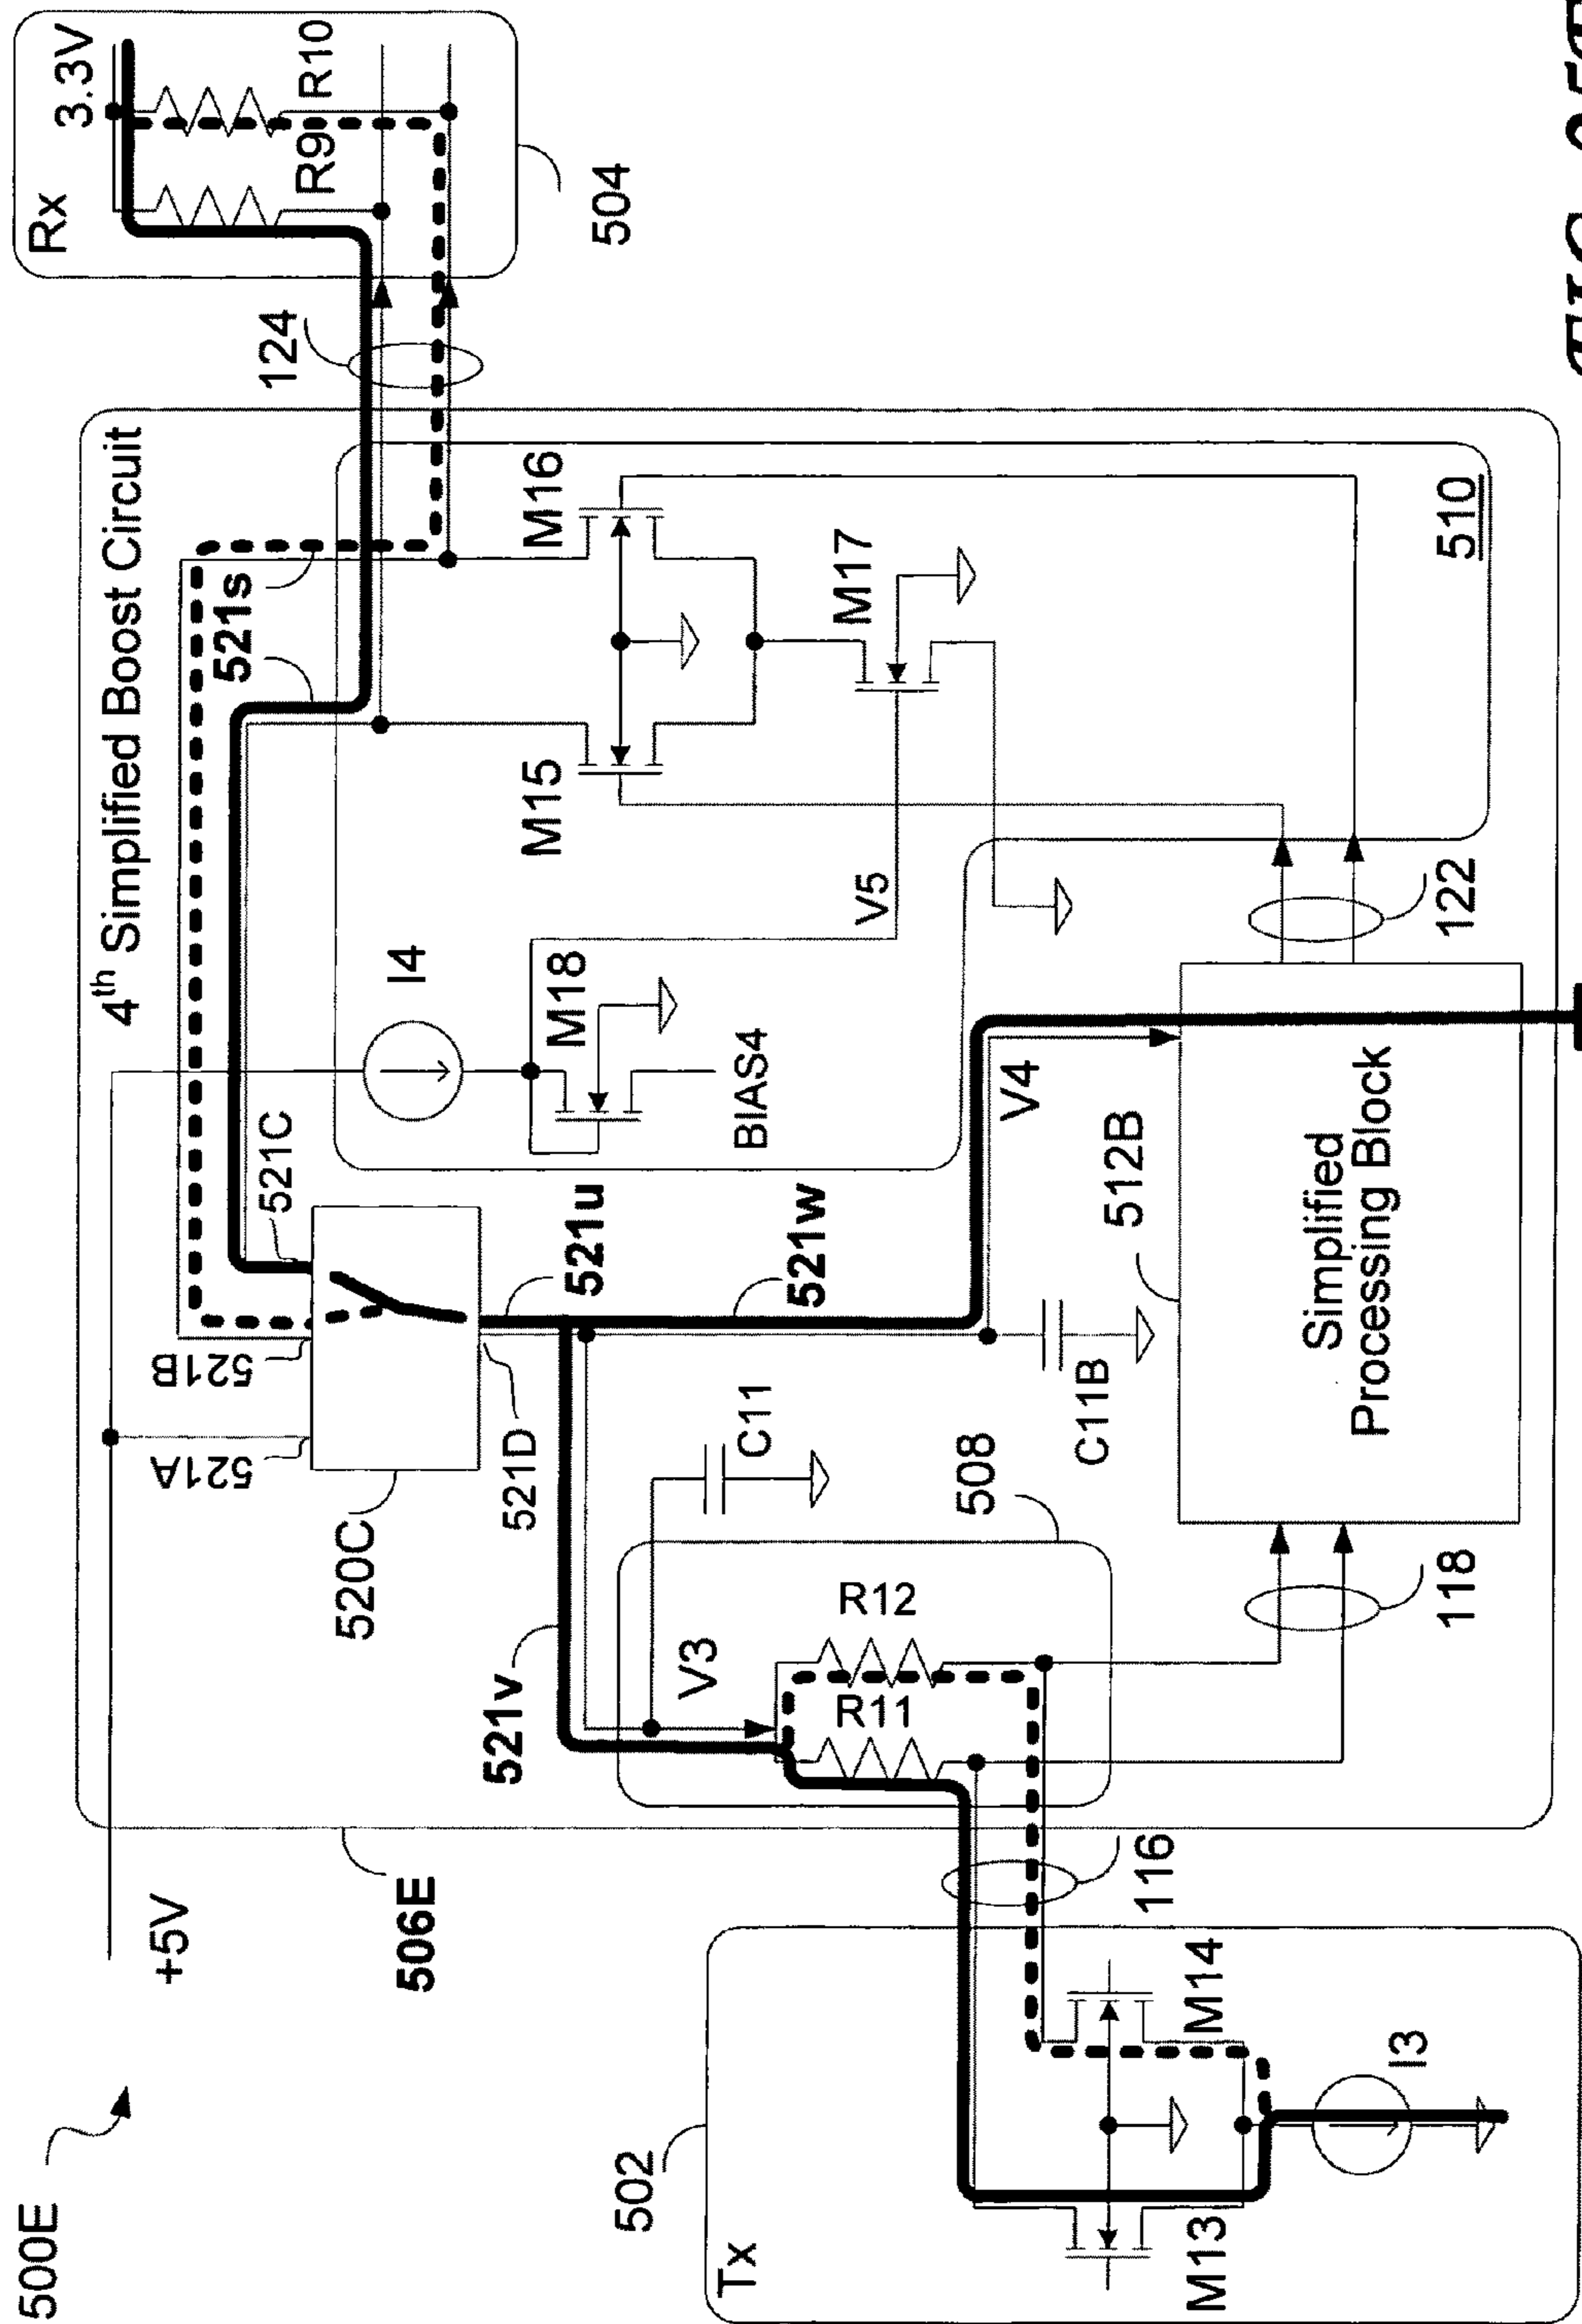 500E
+5V
506E
4th Simplified Boost Circuit
Rx
3.3V
R9
R10
504
124
521s
521A
521B
521C
520C
521D
521u
521v
521w
I4
M18
BIAS4
V5
M15
M16
M17
510
C11
508
V3
R11
R12
C11B
V4
512B
Simplified
Processing Block
122
118
116
502
Tx
M13
M14
I3